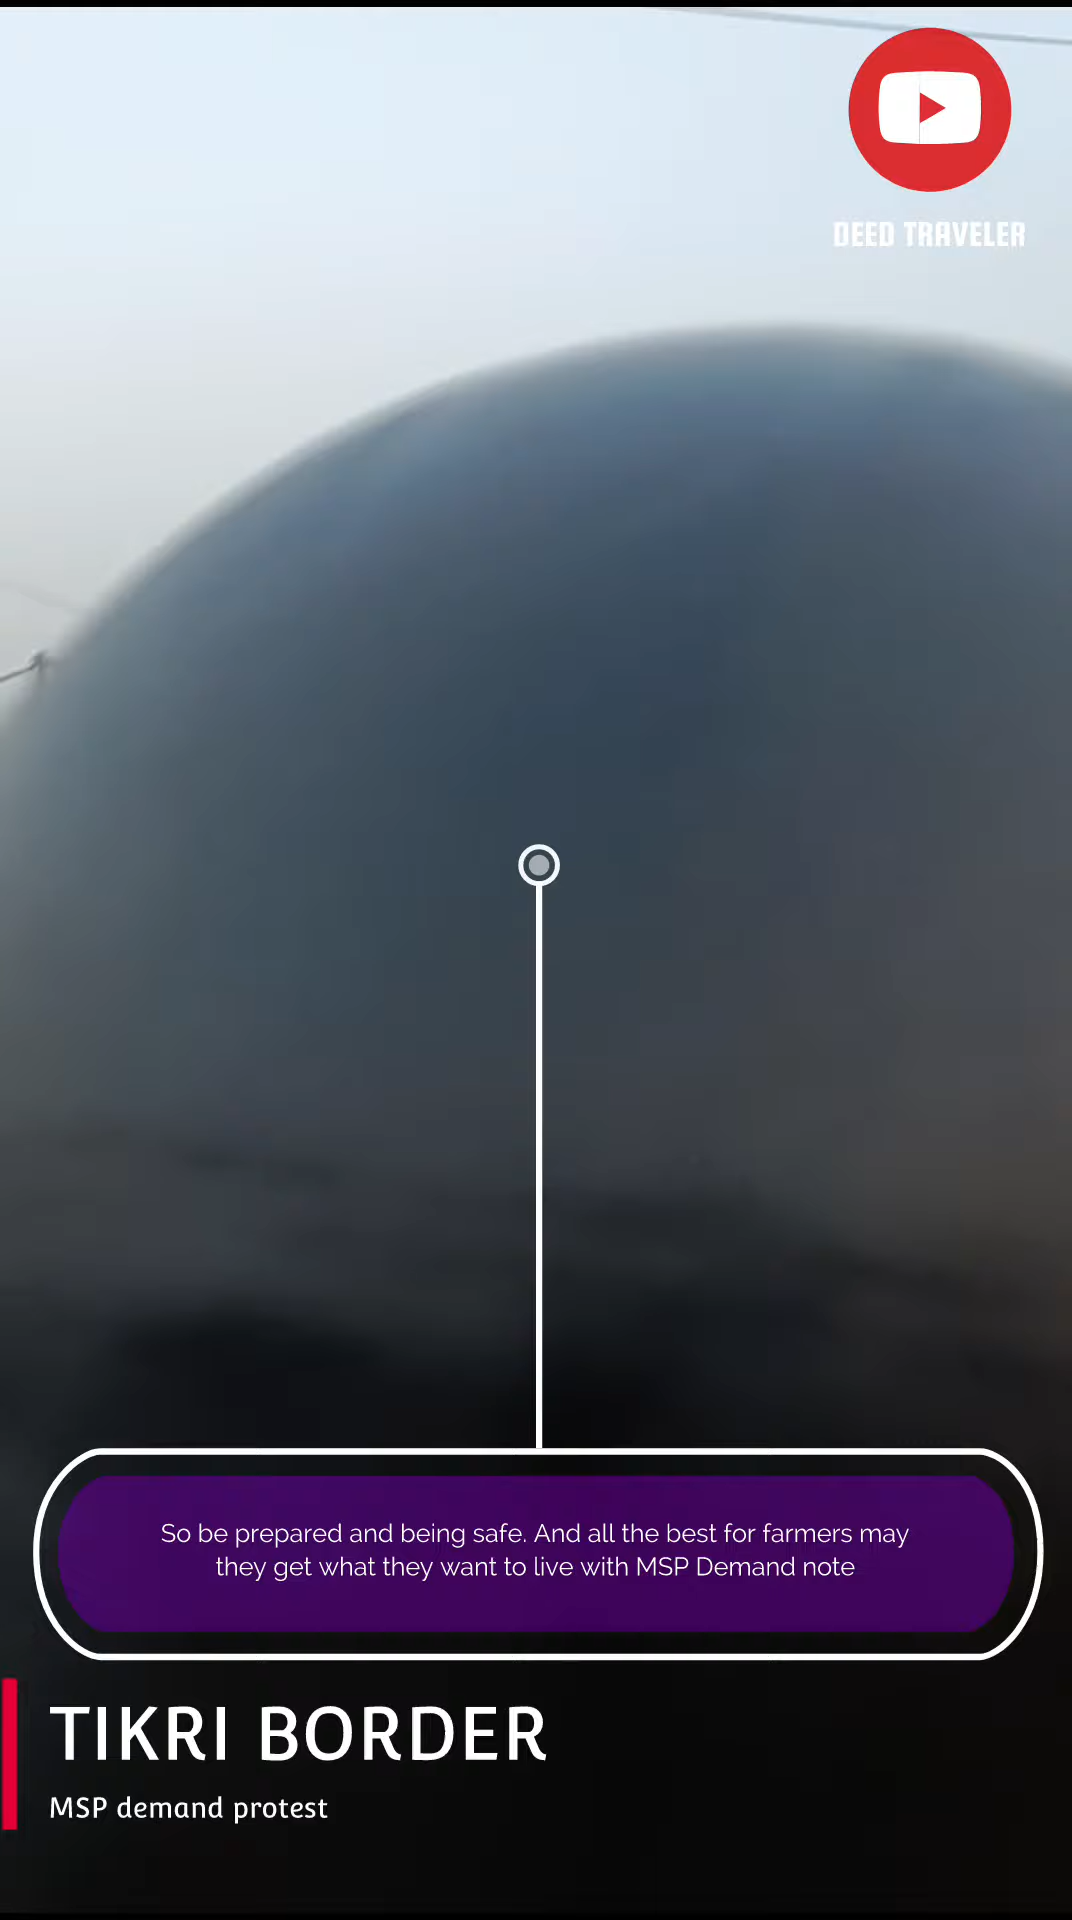 DEED TRAVELER
So be prepared and being safe. And all the best for farmers may
they get what they want to live with MSP Demand note
TIKRI BORDER
MSP demand protest